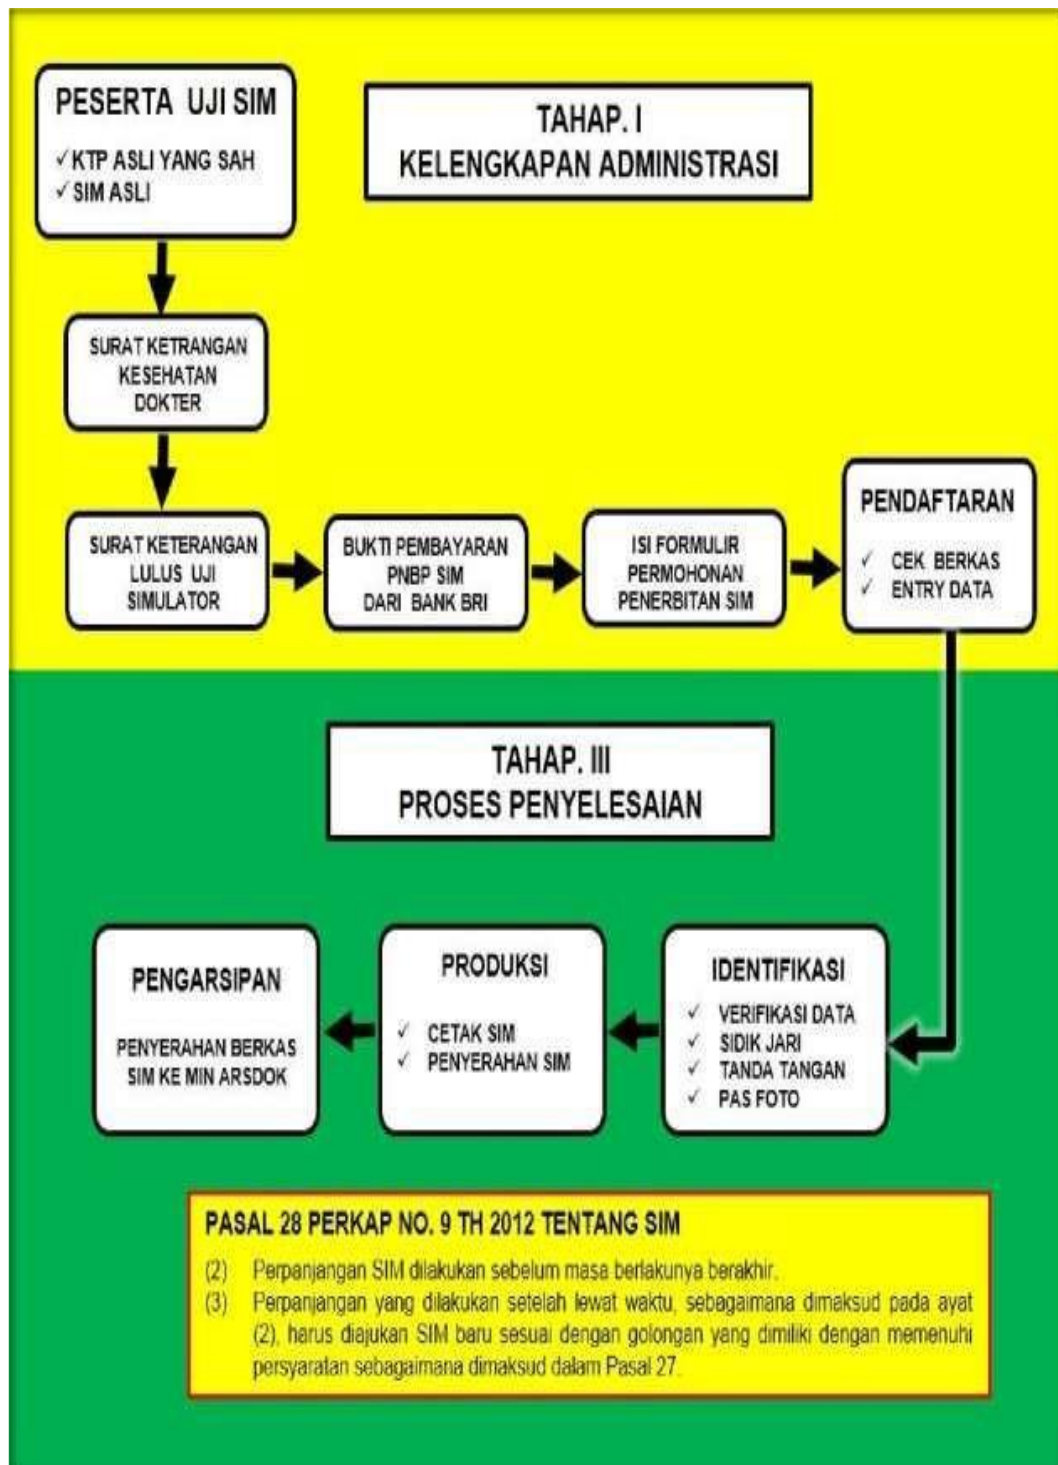 PESERTA UJI SIM
✓ KTP ASLI YANG SAH
✓ SIM ASLI
TAHAP. I
KELENGKAPAN ADMINISTRASI
SURAT KETRANGAN
KESEHATAN
DOKTER
SURAT KETERANGAN
LULUS UJI
SIMULATOR
BUKTI PEMBAYARAN
PNBP SIM
DARI BANK BRI
ISI FORMULIR
PERMOHONAN
PENERBITAN SIM
PENDAFTARAN
✓ CEK BERKAS
✓ ENTRY DATA
TAHAP. III
PROSES PENYELESAIAN
IDENTIFIKASI
✓ VERIFIKASI DATA
✓ SIDIK JARI
✓ TANDA TANGAN
✓ PAS FOTO
PRODUKSI
✓ CETAK SIM
✓ PENYERAHAN SIM
PENGARSIPAN
PENYERAHAN BERKAS
SIM KE MIN ARSDOK
PASAL 28 PERKAP NO. 9 TH 2012 TENTANG SIM
(2) Perpanjangan SIM dilakukan sebelum masa berlakunya berakhir.
(3) Perpanjangan yang dilakukan setelah lewat waktu, sebagaimana dimaksud pada ayat
(2), harus diajukan SIM baru sesuai dengan golongan yang dimiliki dengan memenuhi
persyaratan sebagaimana dimaksud dalam Pasal 27.